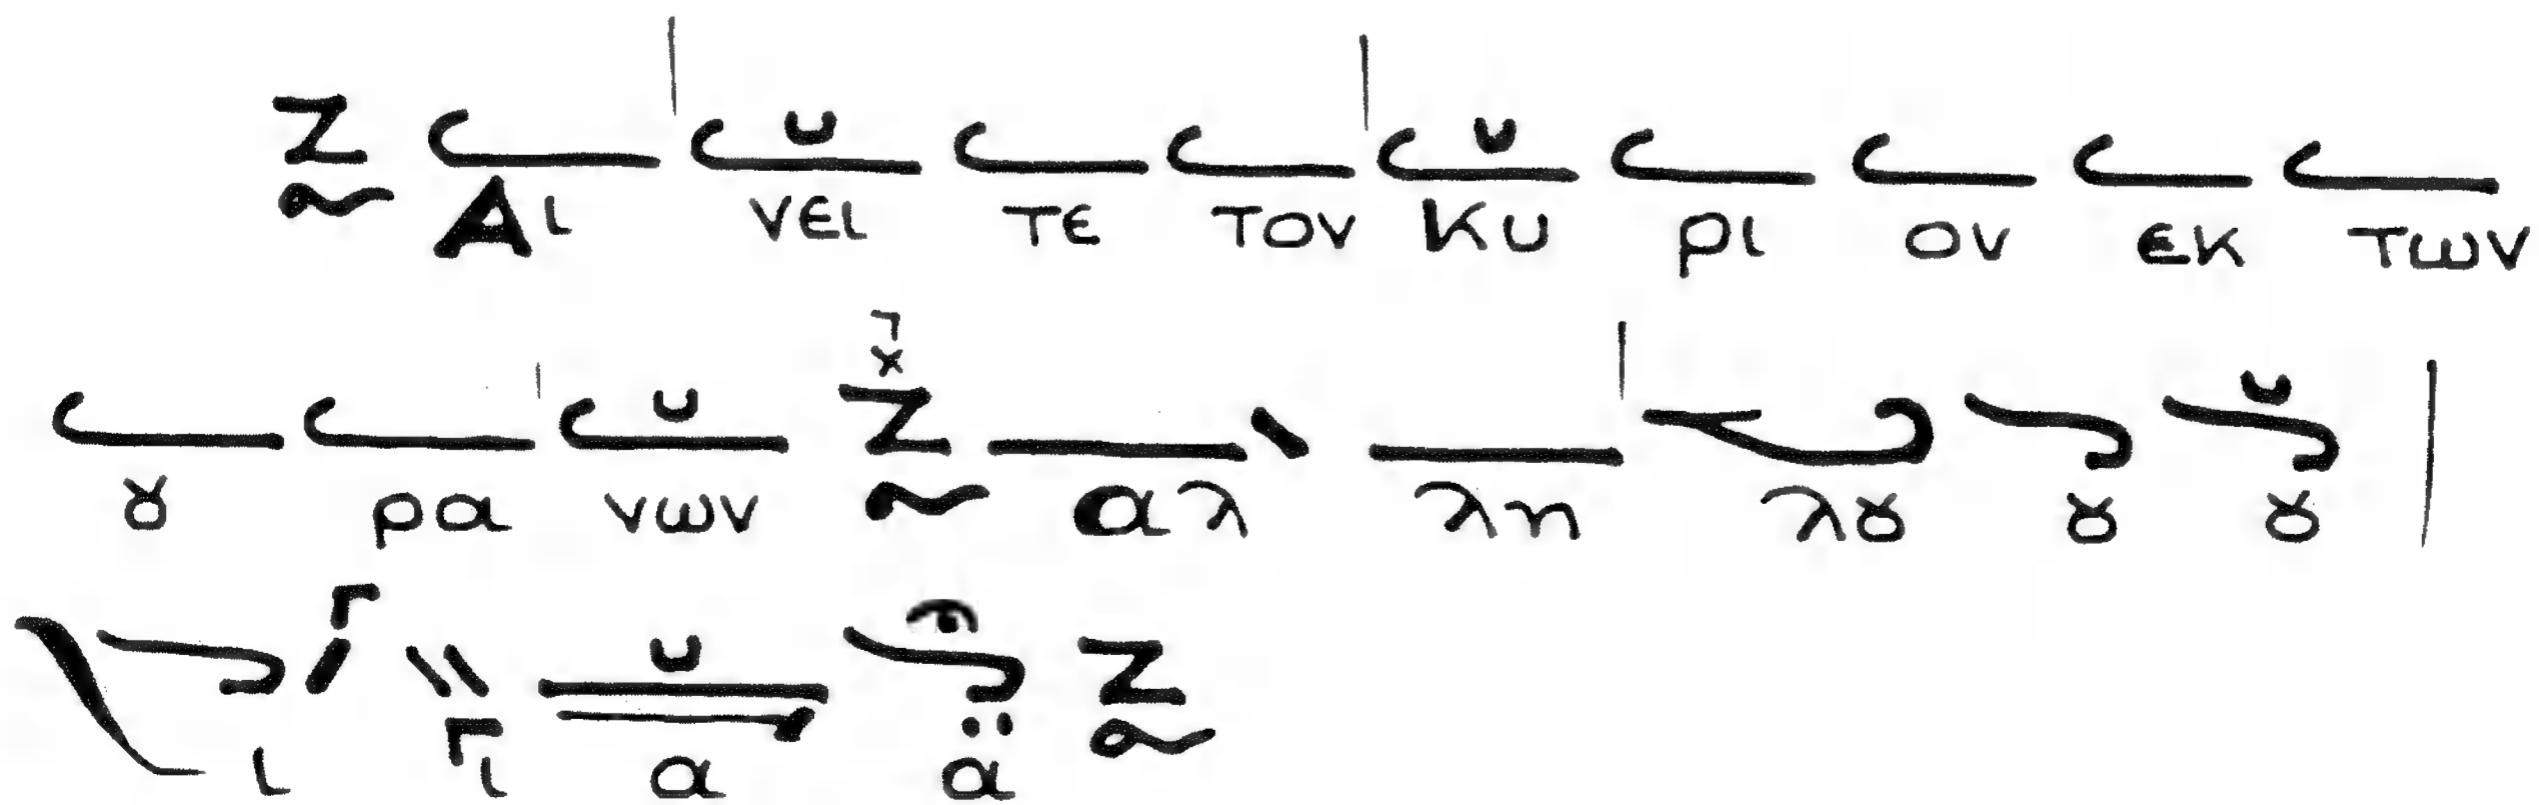 Αι νει τε τον Κυ ρι ον εκ των
ȣ ρα νων αλ λη λȣ ȣ ȣ
ι ι α α